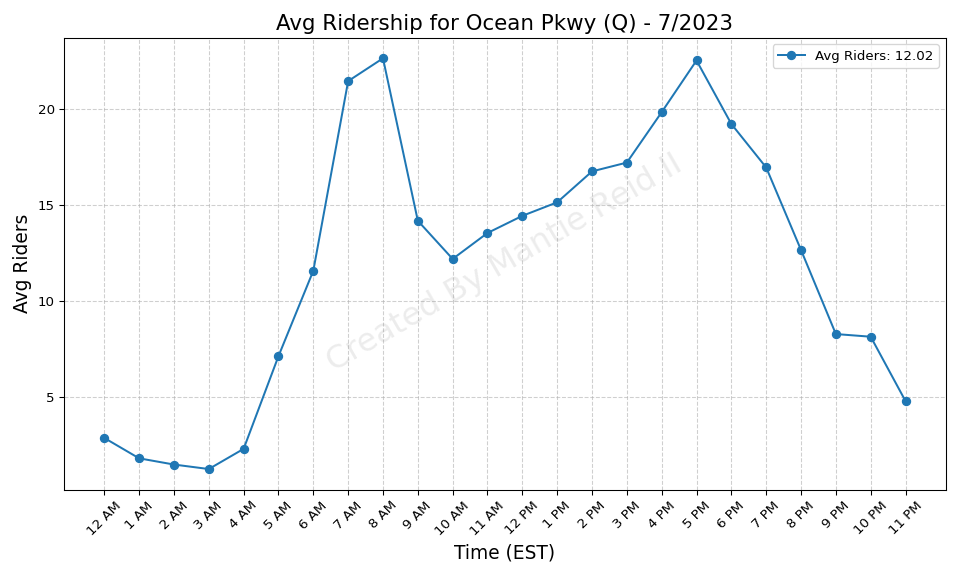 Avg Ridership for Ocean Pkwy (Q) - 7/2023
Avg Riders: 12.02
Avg Riders
20
15
10
5
Created By Mantie Reid II
12 AM
1 AM
2 AM
3 AM
4 AM
5 AM
6 AM
7 AM
8 AM
9 AM
10 AM
11 AM
12 PM
1 PM
2 PM
3 PM
4 PM
5 PM
6 PM
7 PM
8 PM
9 PM
10 PM
11 PM
Time (EST)